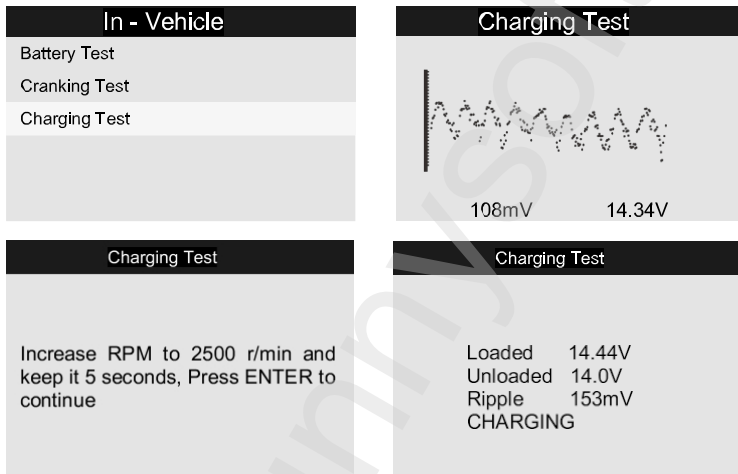 In - Vehicle
Battery Test
Cranking Test
Charging Test
Charging Test
108mV 14.34V
Charging Test
Increase RPM to 2500 r/min and
keep it 5 seconds, Press ENTER to
continue
Charging Test
Loaded 14.44V
Unloaded 14.0V
Ripple 153mV
CHARGING